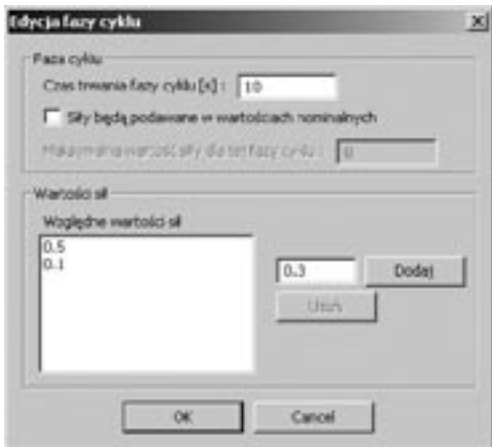 Edycja fazy cyklu
Faza cyklu
Czas trwania fazy cyklu [s] : 10
Siły będą podawane w wartościach nominalnych
Maksymalna wartość siły dla tej fazy cyklu : 0
Wartości sił
Względne wartości sił
0.5
0.1
0.3 Dodaj
Usuń
OK Cancel